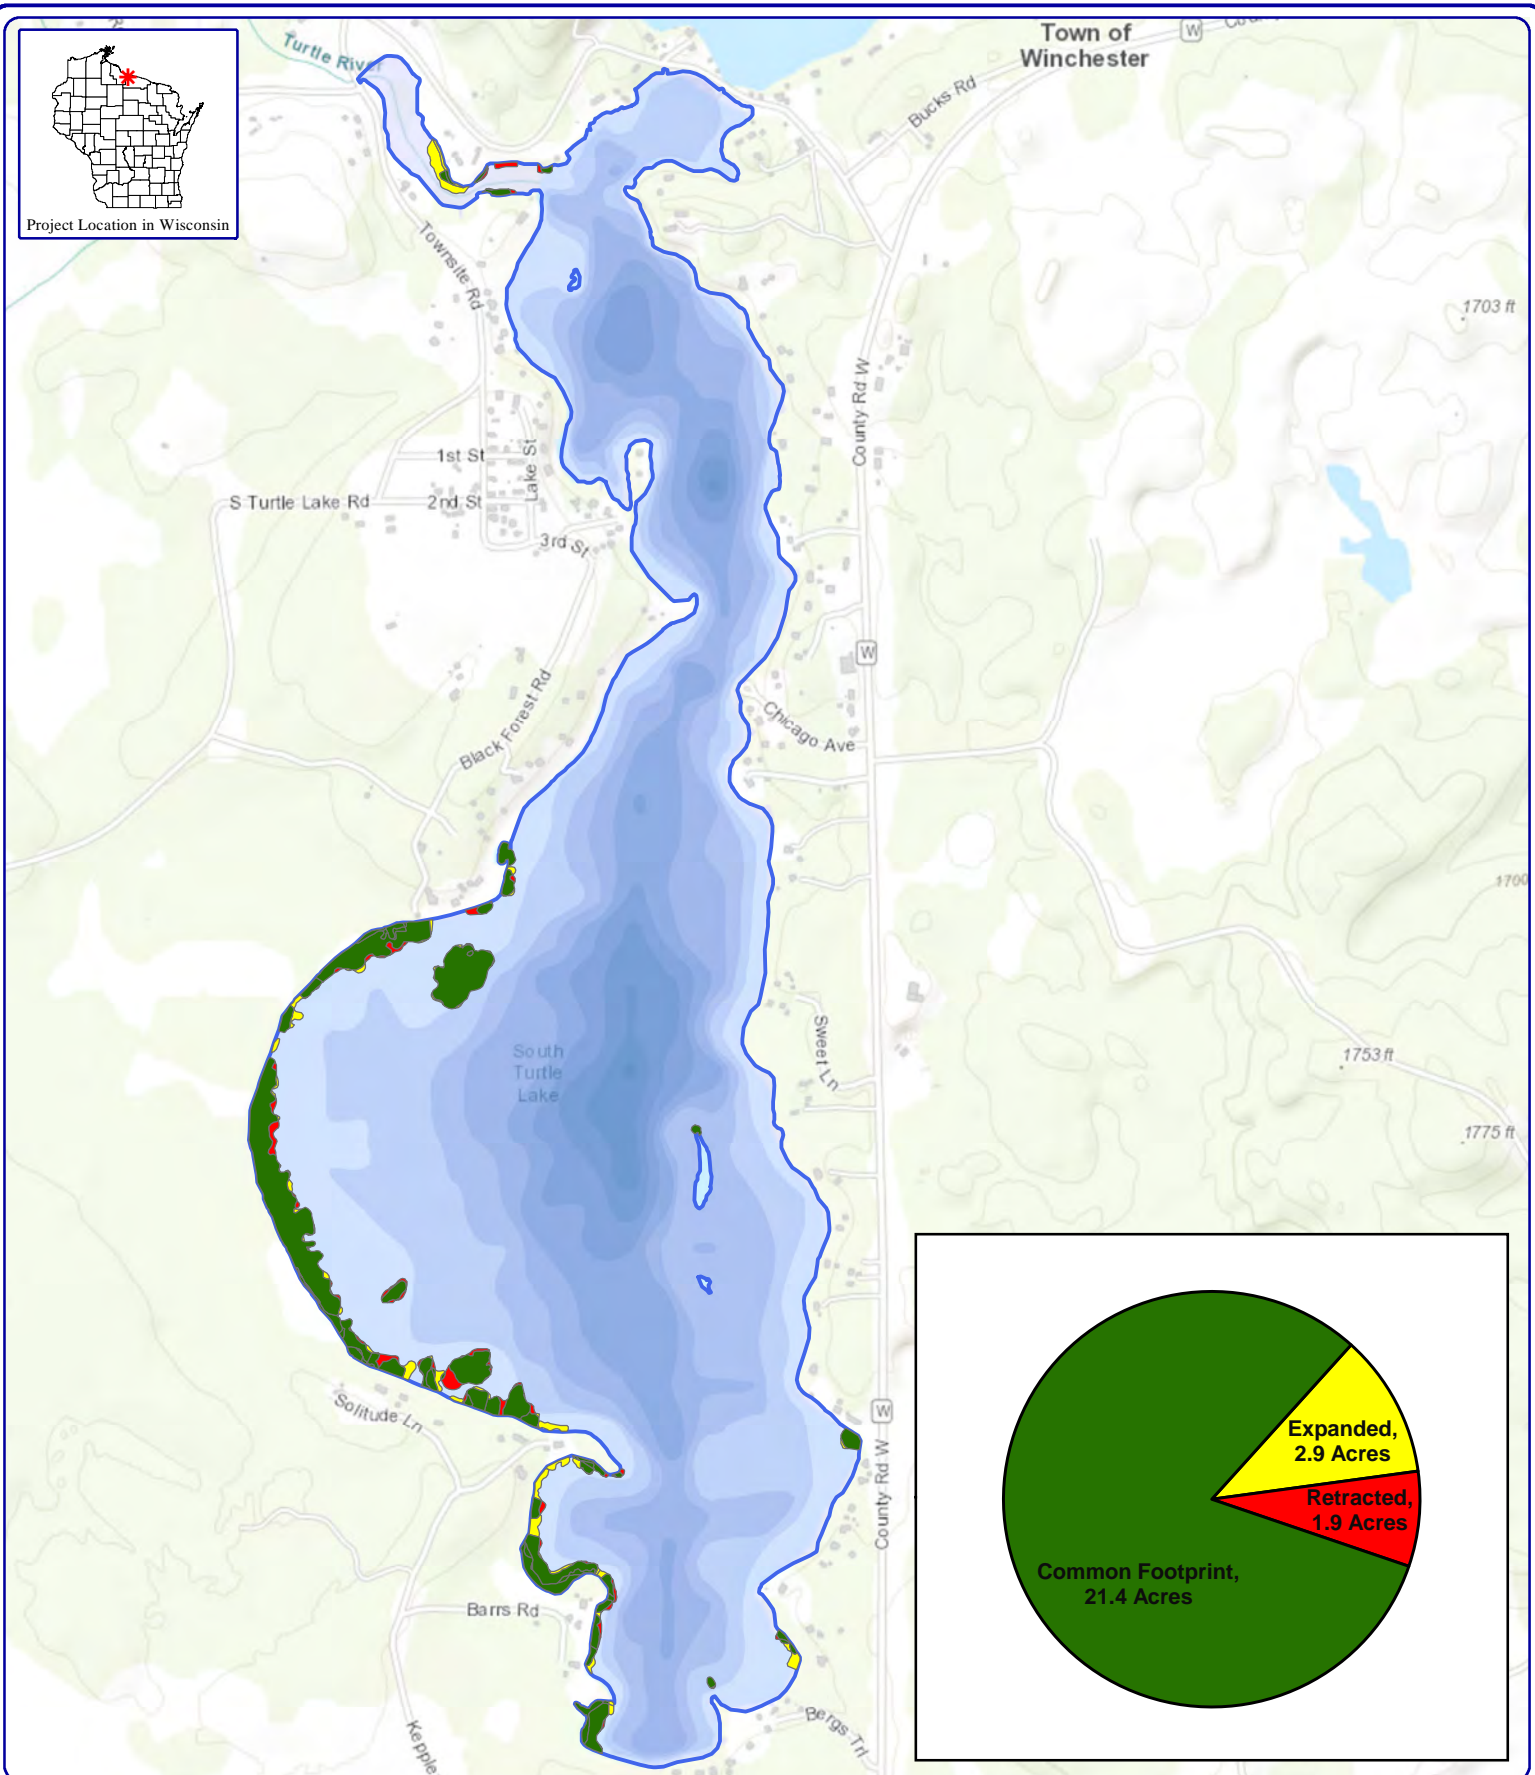 Turtle River
Town of
Winchester
W
Bucks Rd
Project Location in Wisconsin
Townsite Rd
1703 ft
County Rd W
1st St
Lake St
S Turtle Lake Rd
2nd St
3rd St
W
Black Forest Rd
Chicago Ave
1700
South
Turtle
Lake
Sweet Ln
1753 ft
1775 ft
Solitude Ln
W
County Rd W
Expanded,
2.9 Acres
Retracted,
1.9 Acres
Common Footprint,
21.4 Acres
Barrs Rd
Bergs Trl
Kepple